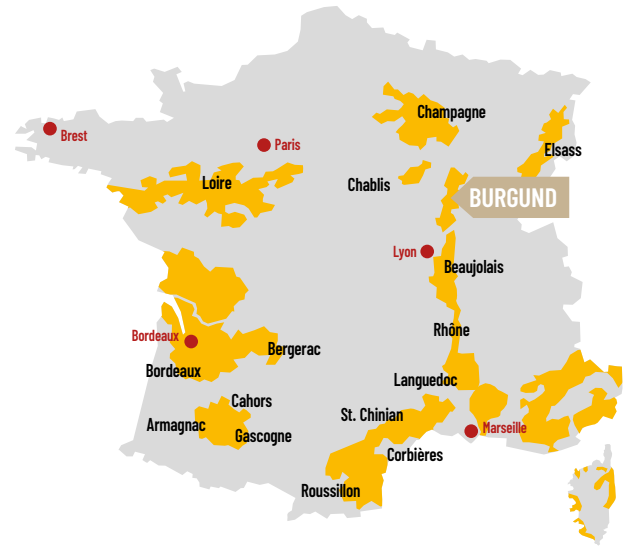 Champagne
Brest
Paris
Elsass
Loire
Chablis
BURGUND
Lyon
Beaujolais
Rhône
Bordeaux
Bergerac
Bordeaux
Languedoc
Cahors
St. Chinian
Armagnac
Marseille
Gascogne
Corbières
Roussillon